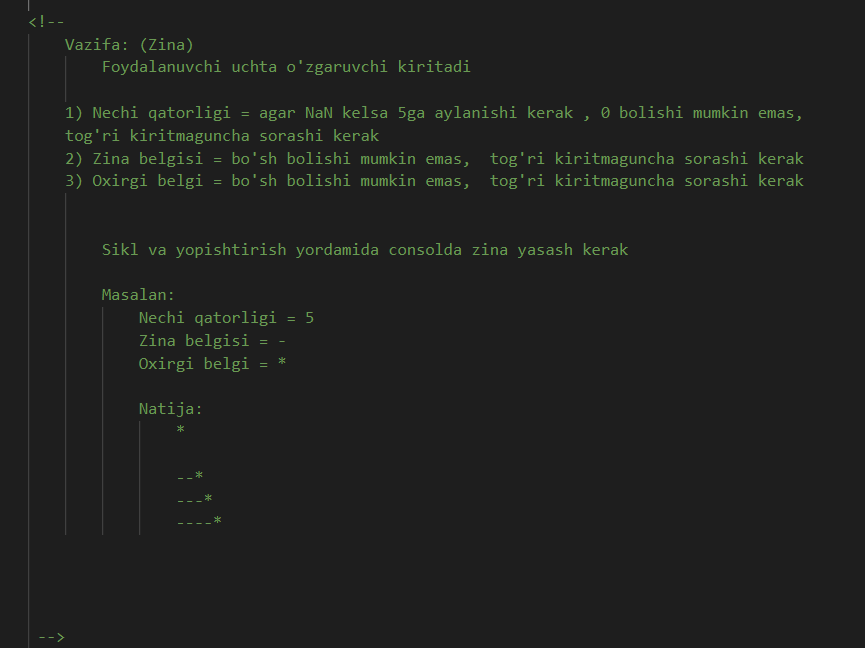 <!--
Vazifa: (Zina)
Foydalanuvchi uchta o'zgaruvchi kiritadi
1) Nechi qatorligi = agar NaN kelsa 5ga aylanishi kerak , 0 bolishi mumkin emas,
tog'ri kiritmaguncha sorashi kerak
2) Zina belgisi = bo'sh bolishi mumkin emas,  tog'ri kiritmaguncha sorashi kerak
3) Oxirgi belgi = bo'sh bolishi mumkin emas,  tog'ri kiritmaguncha sorashi kerak
Sikl va yopishtirish yordamida consolda zina yasash kerak
Masalan:
Nechi qatorligi = 5
Zina belgisi = -
Oxirgi belgi = *
Natija:
*
--*
---*
----*
-->